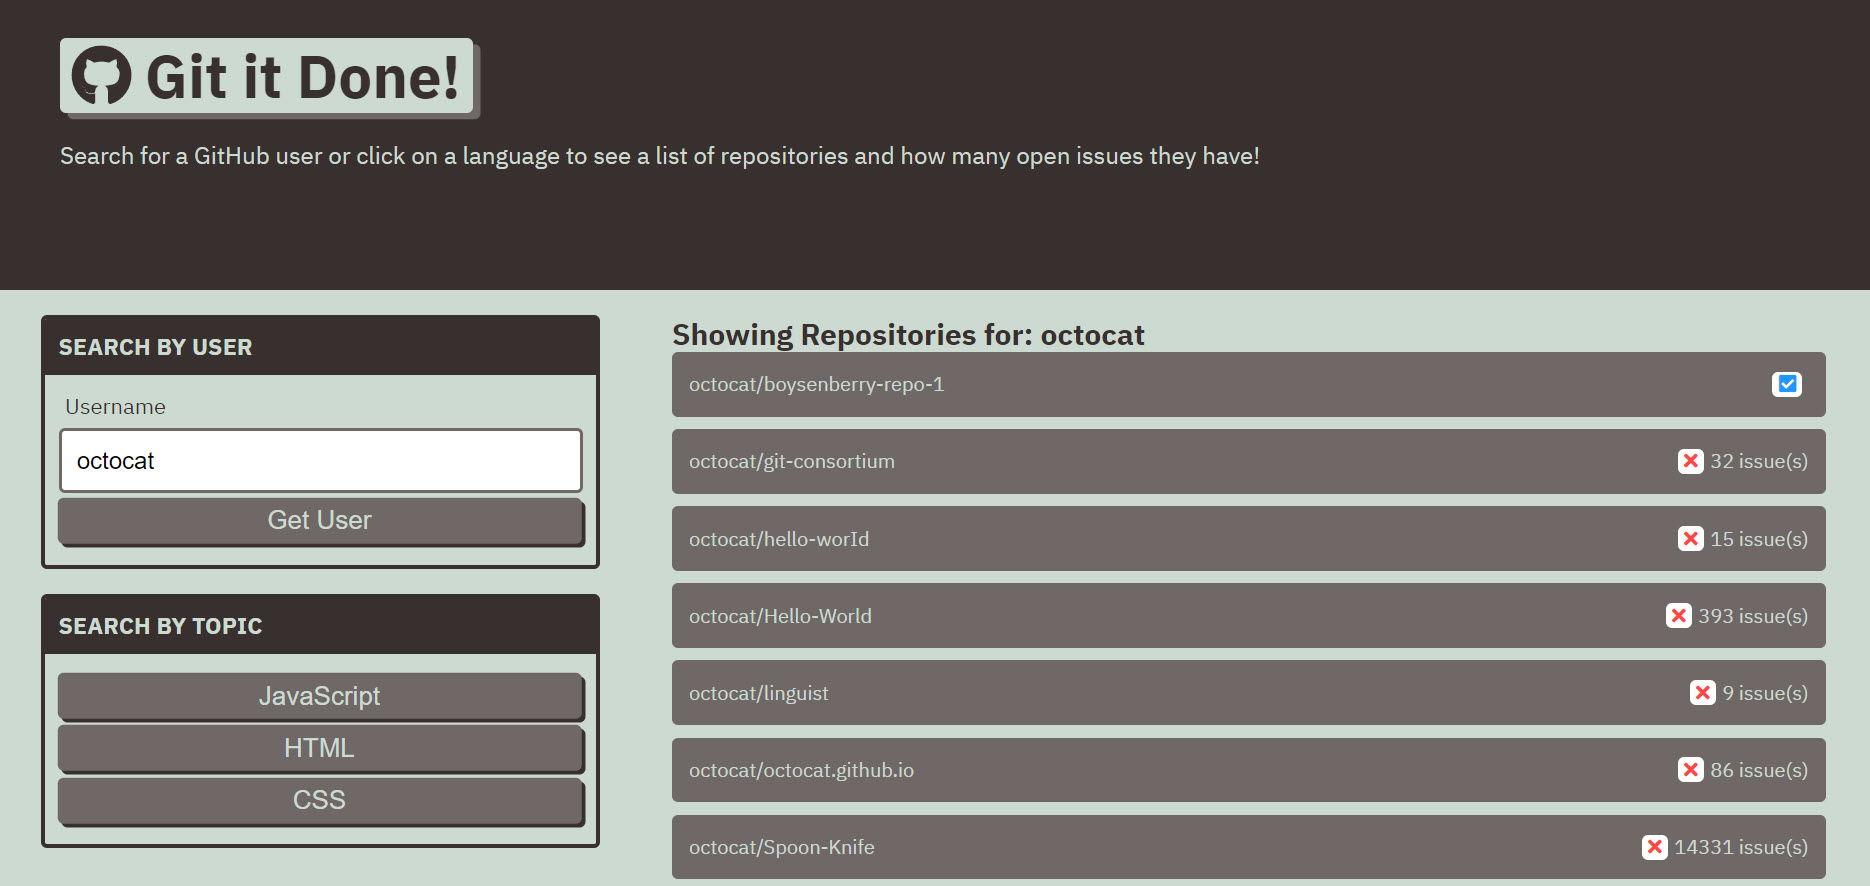 Git it Done!
Search for a GitHub user or click on a language to see a list of repositories and how many open issues they have!
SEARCH BY USER
Username
octocat
Get User
SEARCH BY TOPIC
JavaScript
HTML
CSS
Showing Repositories for: octocat
octocat/boysenberry-repo-1
octocat/git-consortium 32 issue(s)
octocat/hello-worId 15 issue(s)
octocat/Hello-World 393 issue(s)
octocat/linguist 9 issue(s)
octocat/octocat.github.io 86 issue(s)
octocat/Spoon-Knife 14331 issue(s)